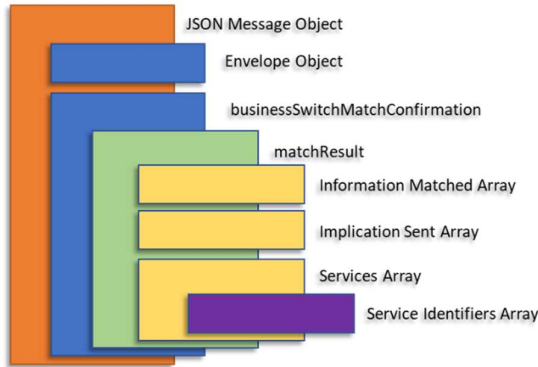 JSON Message Object
Envelope Object
businessSwitchMatchConfirmation
matchResult
Information Matched Array
Implication Sent Array
Services Array
Service Identifiers Array